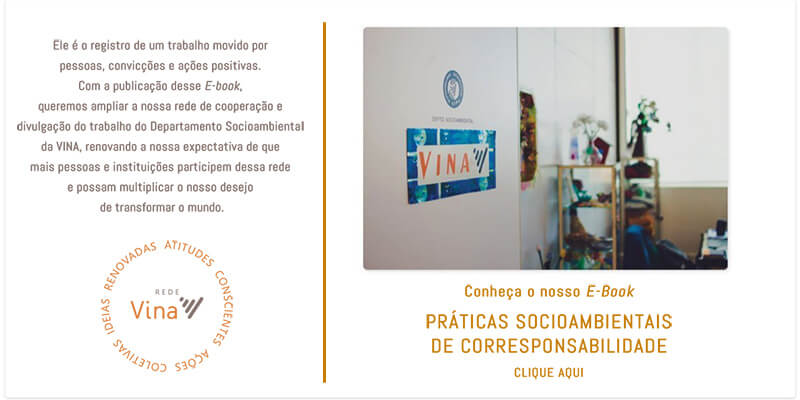 Ele é o registro de um trabalho movido por
pessoas, convicções e ações positivas.
Com a publicação desse E-book,
queremos ampliar a nossa rede de cooperação e
divulgação do trabalho do Departamento Socioambiental
da VINA, renovando a nossa expectativa de que
mais pessoas e instituições participem dessa rede
e possam multiplicar o nosso desejo
de transformar o mundo.
IDEIAS RENOVADAS ATITUDES CONSCIENTES AÇÕES COLETIVAS
REDE
Vina
DEPTO SOCIOAMBIENTAL
VINA
Conheça o nosso E-Book
PRÁTICAS SOCIOAMBIENTAIS
DE CORRESPONSABILIDADE
CLIQUE AQUI